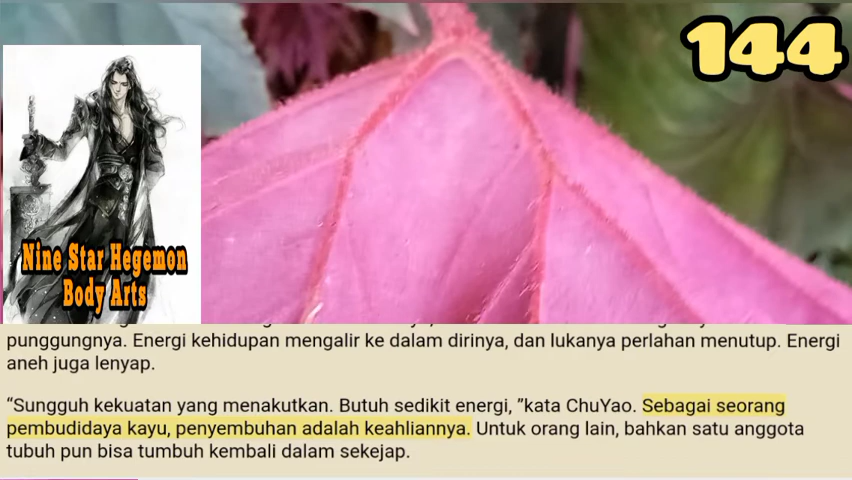 144
Nine Star Hegemon
Body Arts
punggungnya. Energi kehidupan mengalir ke dalam dirinya, dan lukanya perlahan menutup. Energi
aneh juga lenyap.
“Sungguh kekuatan yang menakutkan. Butuh sedikit energi, ”kata ChuYao. Sebagai seorang
pembudidaya kayu, penyembuhan adalah keahliannya. Untuk orang lain, bahkan satu anggota
tubuh pun bisa tumbuh kembali dalam sekejap.